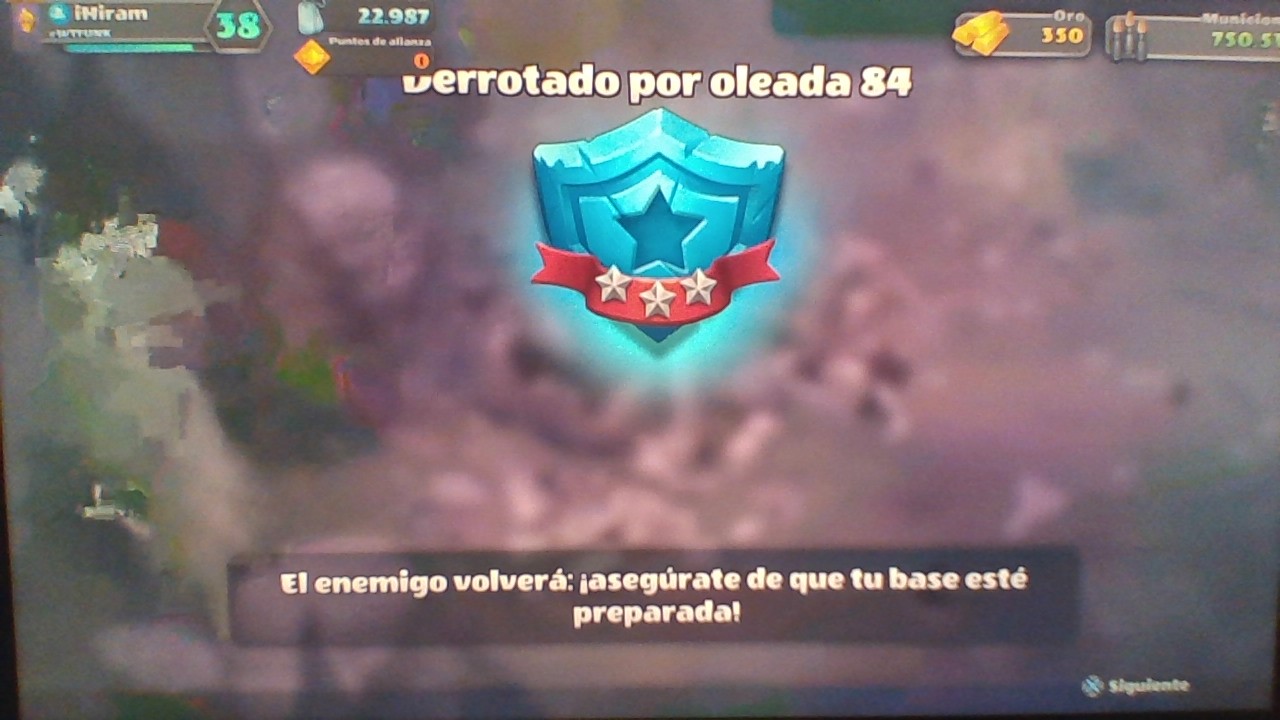 iHiram
38
22.987
Puntos de alianza
0
Oro
350
Derrotado por oleada 84
El enemigo volverá: ¡asegúrate de que tu base esté
preparada!
Siguiente